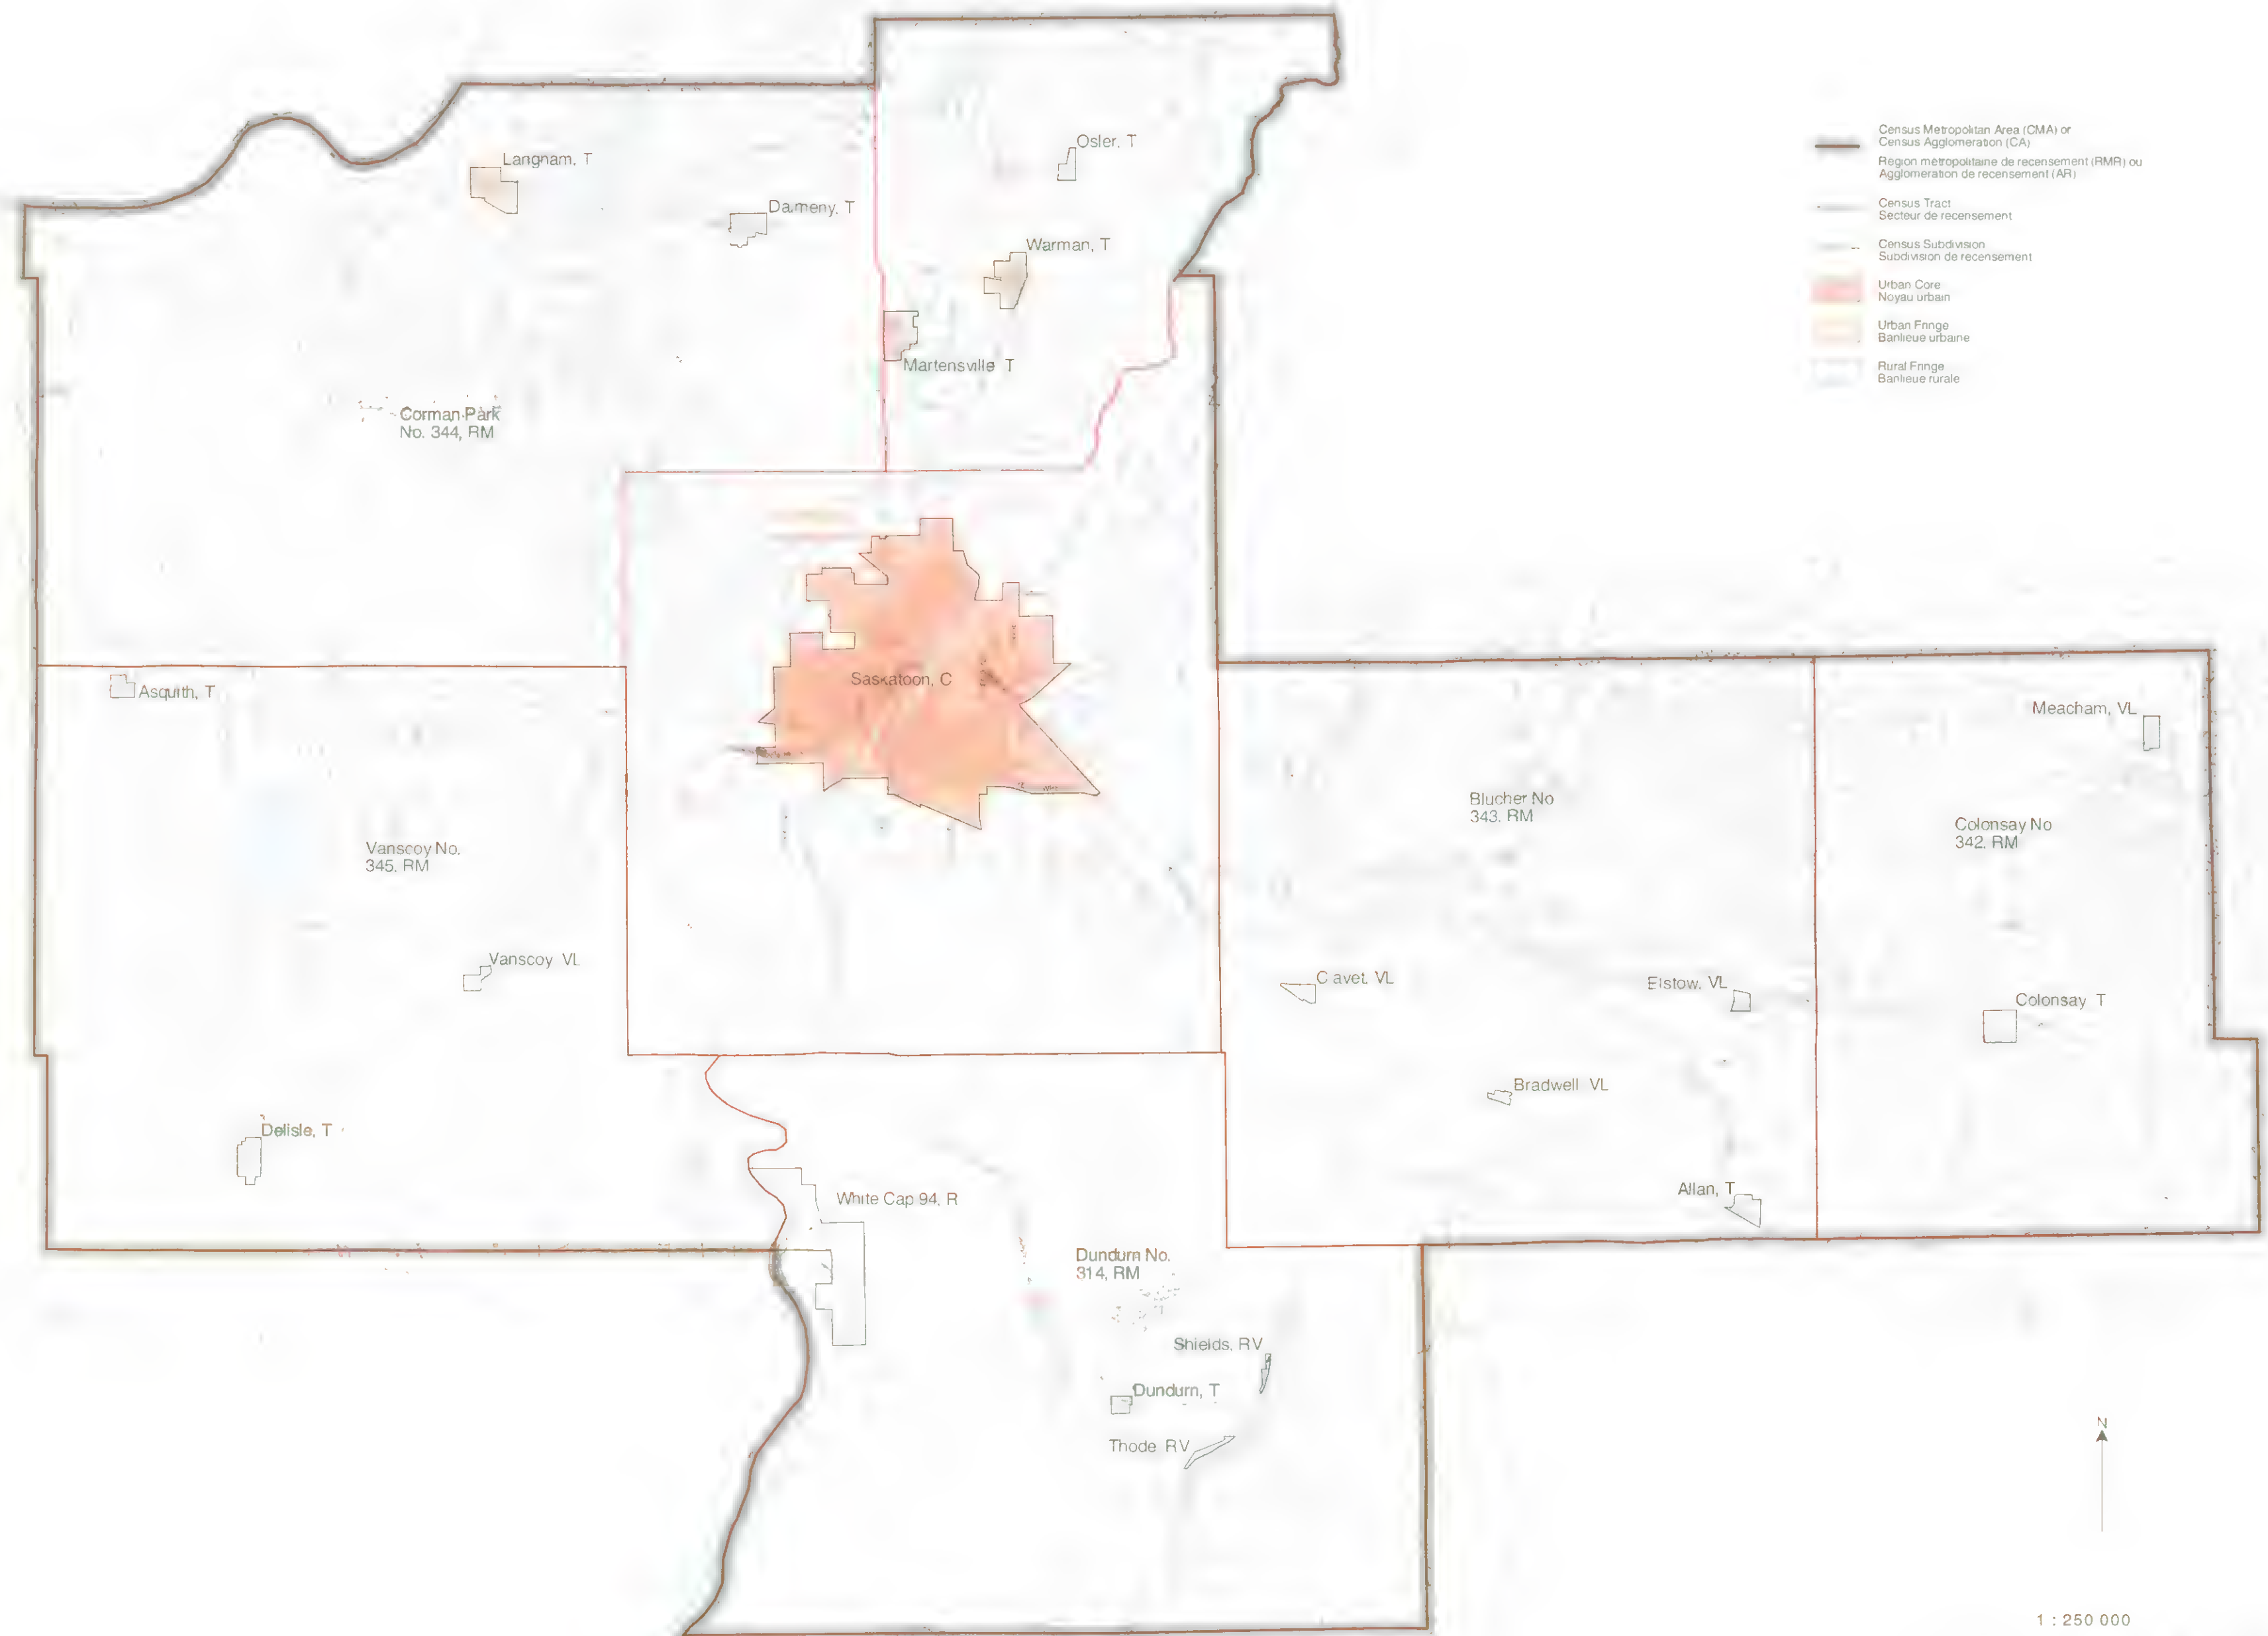 Census Metropolitan Area (CMA) or
Census Agglomeration (CA)
Région métropolitaine de recensement (RMR) ou
Agglomération de recensement (AR)
Census Tract
Secteur de recensement
Census Subdivision
Subdivision de recensement
Urban Core
Noyau urbain
Urban Fringe
Banlieue urbaine
Rural Fringe
Banlieue rurale
Osler, T
Langham, T
Dalmeny, T
Warman, T
Martensville T
Corman Park
No. 344, RM
Saskatoon, C
Asquith, T
Meacham, VL
Blucher No
343, RM
Colonsay No
342, RM
Vanscoy No.
345, RM
Vanscoy VL
Clavet, VL
Elstow, VL
Colonsay T
Bradwell VL
Delisle, T
Allan, T
White Cap 94, R
Dundurn No.
314, RM
Shields, RV
Dundurn, T
Thode RV
N
1 : 250 000